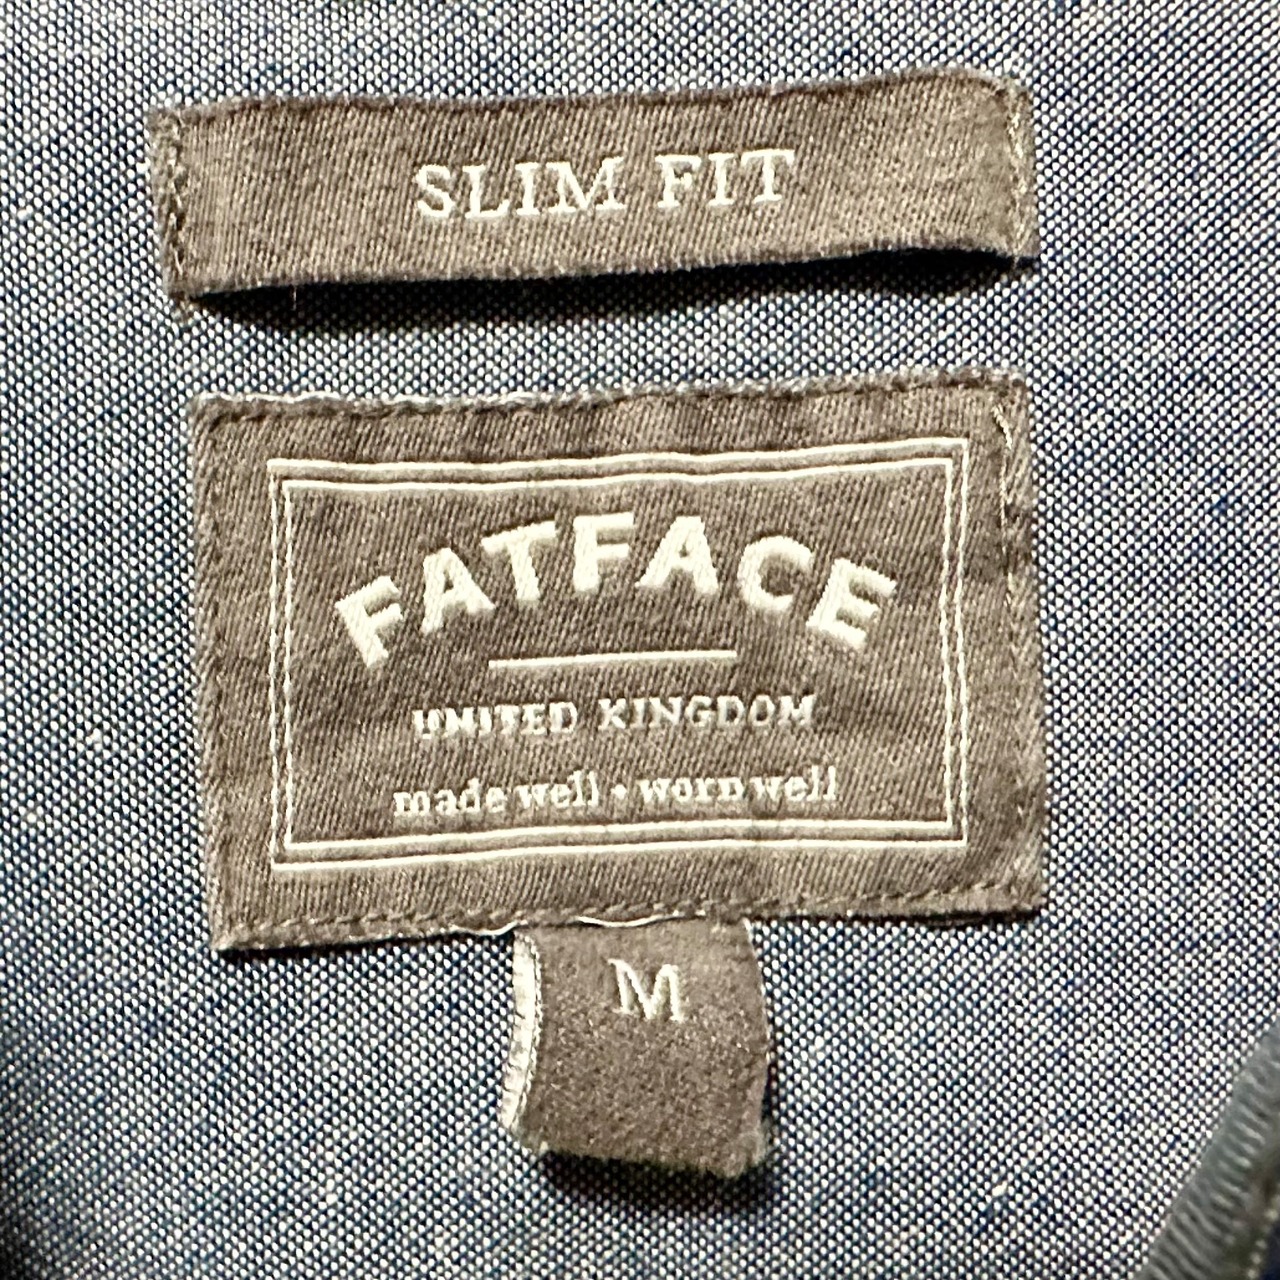 SLIM FIT
FATFACE
UNITED KINGDOM
made well • worn well
M